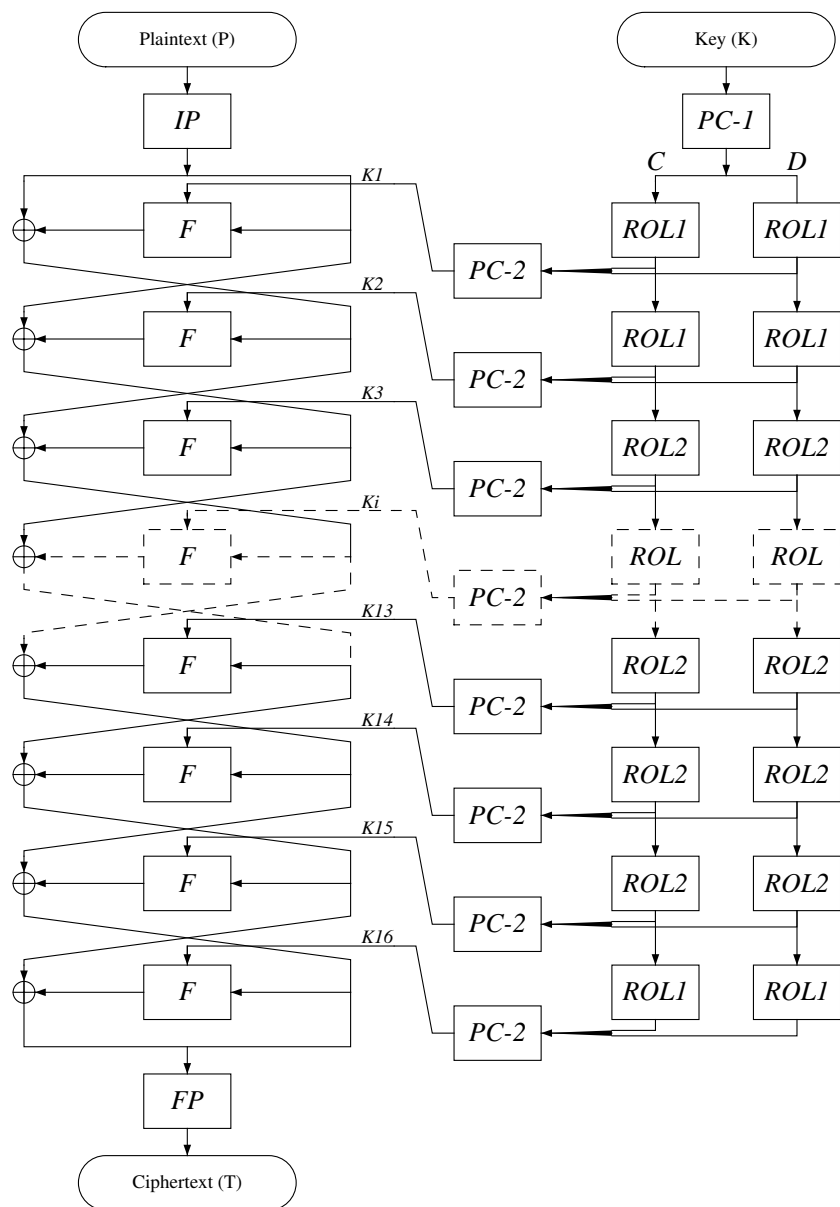 Plaintext (P)
Key (K)
IP
PC-1
C
D
K1
F
ROL1
ROL1
PC-2
K2
F
ROL1
ROL1
PC-2
K3
F
ROL2
ROL2
PC-2
Ki
F
ROL
ROL
PC-2
K13
F
ROL2
ROL2
PC-2
K14
F
ROL2
ROL2
PC-2
K15
F
ROL2
ROL2
PC-2
K16
F
ROL1
ROL1
PC-2
FP
Ciphertext (T)